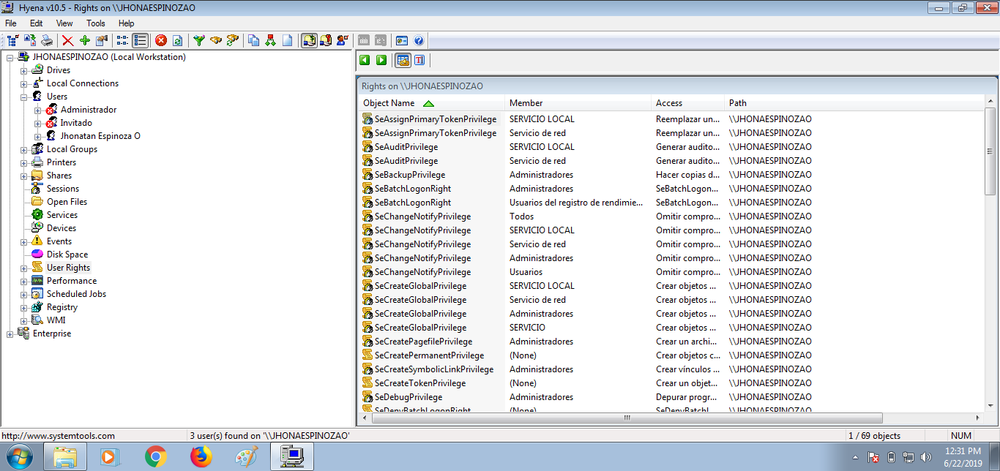 Hyena v10.5 - Rights on \\JHONAESPINOZAO
File Edit View Tools Help
JHONAESPINOZAO (Local Workstation)
Drives
Local Connections
Users
Administrador
Invitado
Jhonatan Espinoza O
Local Groups
Printers
Shares
Sessions
Open Files
Services
Devices
Events
Disk Space
User Rights
Performance
Scheduled Jobs
Registry
WMI
Enterprise
Rights on \\JHONAESPINOZAO
Object Name Member Access Path
SeAssignPrimaryTokenPrivilege SERVICIO LOCAL Reemplazar un... \\JHONAESPINOZAO
SeAssignPrimaryTokenPrivilege Servicio de red Reemplazar un... \\JHONAESPINOZAO
SeAuditPrivilege SERVICIO LOCAL Generar audito... \\JHONAESPINOZAO
SeAuditPrivilege Servicio de red Generar audito... \\JHONAESPINOZAO
SeBackupPrivilege Administradores Hacer copias d... \\JHONAESPINOZAO
SeBatchLogonRight Administradores SeBatchLogon... \\JHONAESPINOZAO
SeBatchLogonRight Usuarios del registro de rendimie... SeBatchLogon... \\JHONAESPINOZAO
SeChangeNotifyPrivilege Todos Omitir compro... \\JHONAESPINOZAO
SeChangeNotifyPrivilege SERVICIO LOCAL Omitir compro... \\JHONAESPINOZAO
SeChangeNotifyPrivilege Servicio de red Omitir compro... \\JHONAESPINOZAO
SeChangeNotifyPrivilege Administradores Omitir compro... \\JHONAESPINOZAO
SeChangeNotifyPrivilege Usuarios Omitir compro... \\JHONAESPINOZAO
SeCreateGlobalPrivilege SERVICIO LOCAL Crear objetos ... \\JHONAESPINOZAO
SeCreateGlobalPrivilege Servicio de red Crear objetos ... \\JHONAESPINOZAO
SeCreateGlobalPrivilege Administradores Crear objetos ... \\JHONAESPINOZAO
SeCreateGlobalPrivilege SERVICIO Crear objetos ... \\JHONAESPINOZAO
SeCreatePagefilePrivilege Administradores Crear un archi... \\JHONAESPINOZAO
SeCreatePermanentPrivilege (None) Crear objetos c... \\JHONAESPINOZAO
SeCreateSymbolicLinkPrivilege Administradores Crear vínculos ... \\JHONAESPINOZAO
SeCreateTokenPrivilege (None) Crear un objet... \\JHONAESPINOZAO
SeDebugPrivilege Administradores Depurar progr... \\JHONAESPINOZAO
SeDenyBatchLogonRight (None) SeDenyBatchL... \\JHONAESPINOZAO
http://www.systemtools.com 3 user(s) found on '\\JHONAESPINOZAO' 1 / 69 objects NUM
12:31 PM
6/22/2019